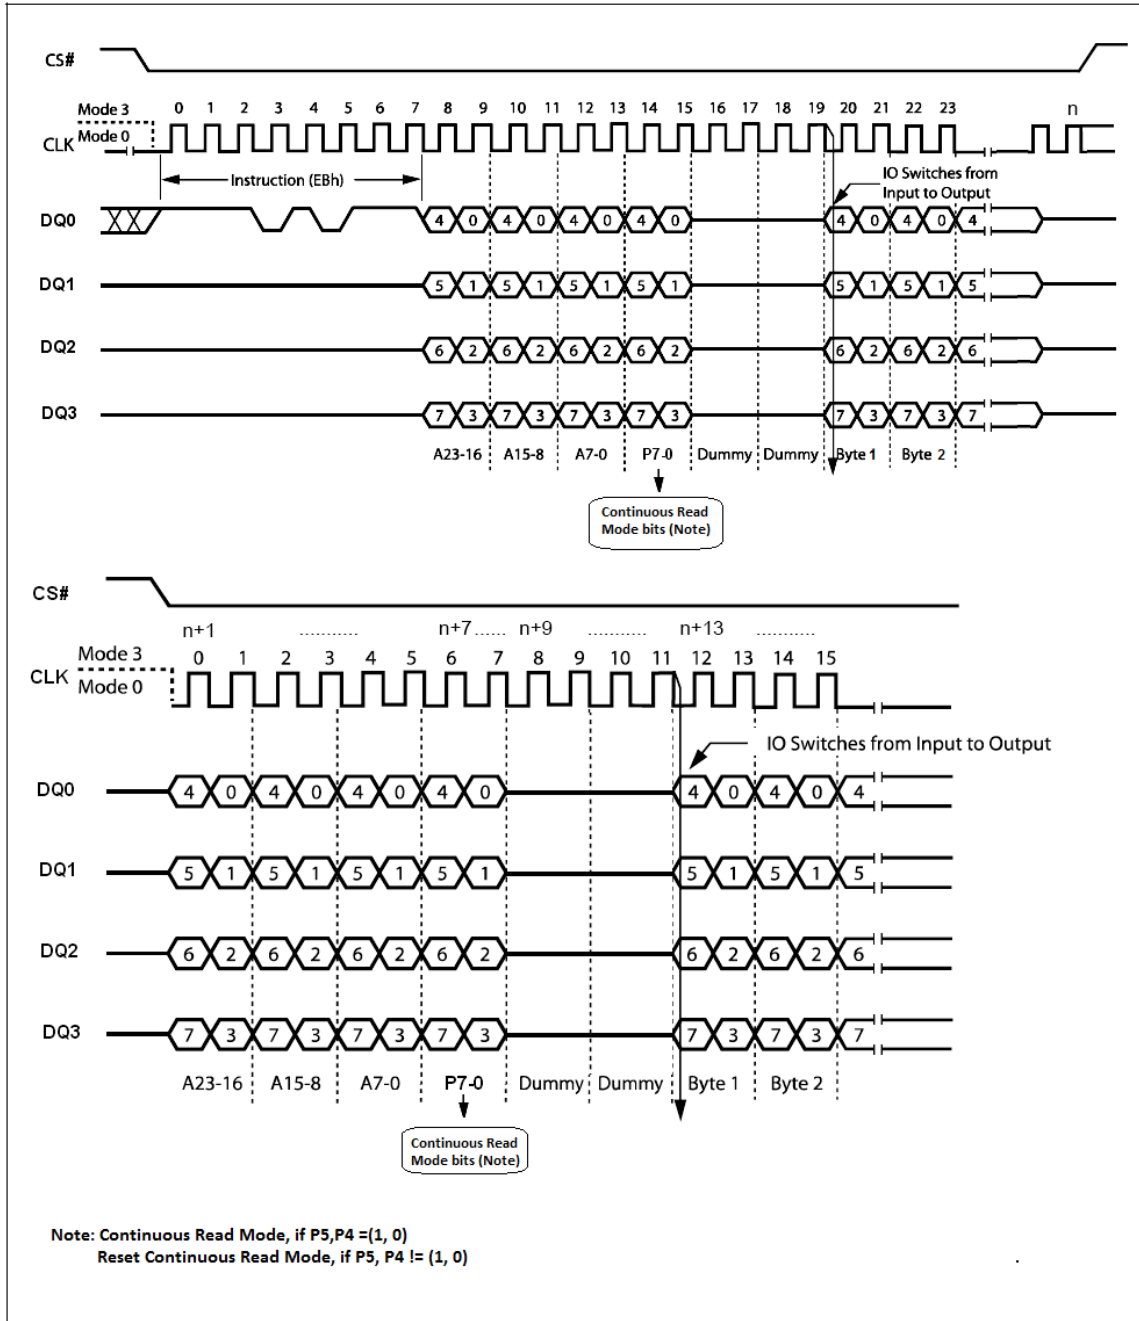 CS#
Mode 3
0 1 2 3 4 5 6 7 8 9 10 11 12 13 14 15 16 17 18 19 20 21 22 23 n
Mode 0
CLK
Instruction (EBh)
IO Switches from
Input to Output
DQ0 4 0 4 0 4 0 4 0 4 0 4 0 4
DQ1 5 1 5 1 5 1 5 1 5 1 5 1 5
DQ2 6 2 6 2 6 2 6 2 6 2 6 2 6
DQ3 7 3 7 3 7 3 7 3 7 3 7 3 7
A23-16 A15-8 A7-0 P7-0 Dummy Dummy Byte 1 Byte 2
Continuous Read
Mode bits (Note)
CS#
n+1 ........... n+7 ...... n+9 ........... n+13 ...........
Mode 3
0 1 2 3 4 5 6 7 8 9 10 11 12 13 14 15
CLK
Mode 0
IO Switches from Input to Output
DQ0 4 0 4 0 4 0 4 0 4 0 4 0 4
DQ1 5 1 5 1 5 1 5 1 5 1 5 1 5
DQ2 6 2 6 2 6 2 6 2 6 2 6 2 6
DQ3 7 3 7 3 7 3 7 3 7 3 7 3 7
A23-16 A15-8 A7-0 P7-0 Dummy Dummy Byte 1 Byte 2
Continuous Read
Mode bits (Note)
Note: Continuous Read Mode, if P5,P4 =(1, 0)
Reset Continuous Read Mode, if P5, P4 != (1, 0)
.